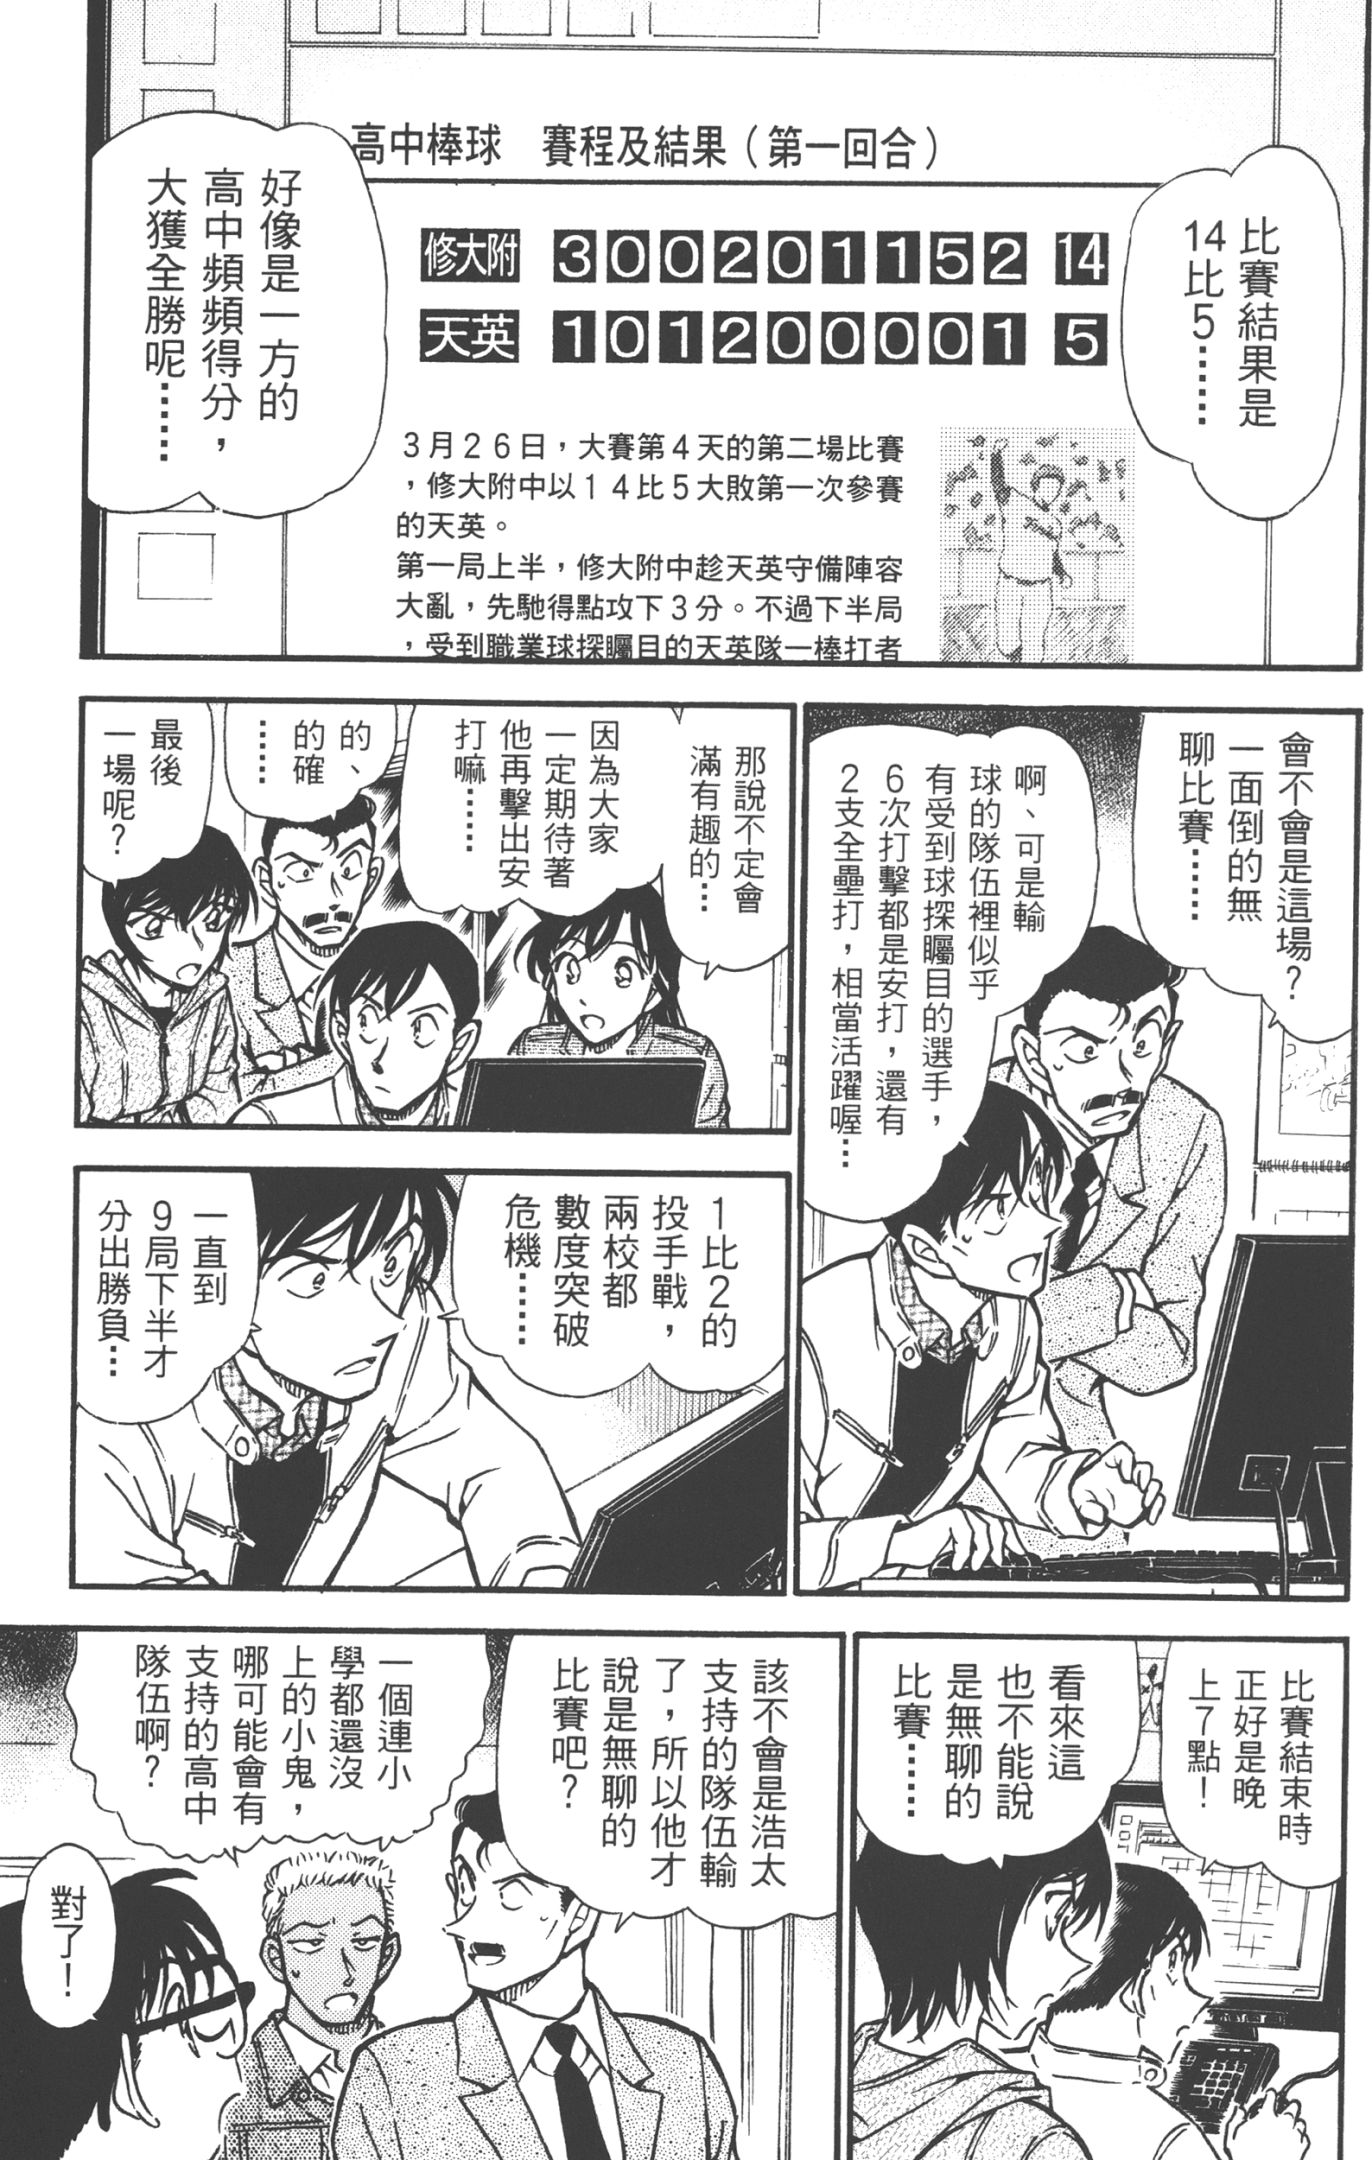 高中棒球　賽程及結果（第一回合）
修大附 3 0 0 2 0 1 1 5 2 14
天英 1 0 1 2 0 0 0 0 1 5
3月26日，大賽第4天的第二場比賽
，修大附中以14比5大敗第一次參賽
的天英。
第一局上半，修大附中趁天英守備陣容
大亂，先馳得點攻下3分。不過下半局
，受到職業球探矚目的天英隊一棒打者
比賽結果是
14比5……
好像是一方的
高中頻頻得分，
大獲全勝呢……
會不會是這場？
一面倒的無
聊比賽……
啊、可是輸
球的隊伍裡似乎
有受到球探矚目的選手，
6次打擊都是安打，還有
2支全壘打，相當活躍喔…
那說不定會
滿有趣的…
因為大家
一定期待著
他再擊出安
打嘛……
的、
的確
……
最後
一場呢？
1比2的
投手戰，
兩校都
數度突破
危機……
一直到
9局下半才
分出勝負…
比賽結束時
正好是晚
上7點！
看來這
也不能說
是無聊的
比賽……
該不會是浩太
支持的隊伍輸
了，所以他才
說是無聊的
比賽吧？
一個連小
學都還沒
上的小鬼，
哪可能會有
支持的高中
隊伍啊？
對了！